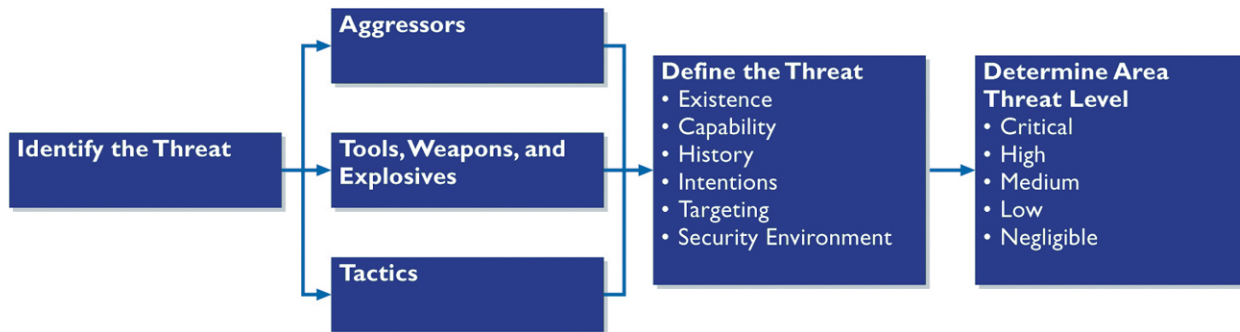 Identify the Threat
Aggressors
Tools, Weapons, and
Explosives
Tactics
Define the Threat
• Existence
• Capability
• History
• Intentions
• Targeting
• Security Environment
Determine Area
Threat Level
• Critical
• High
• Medium
• Low
• Negligible